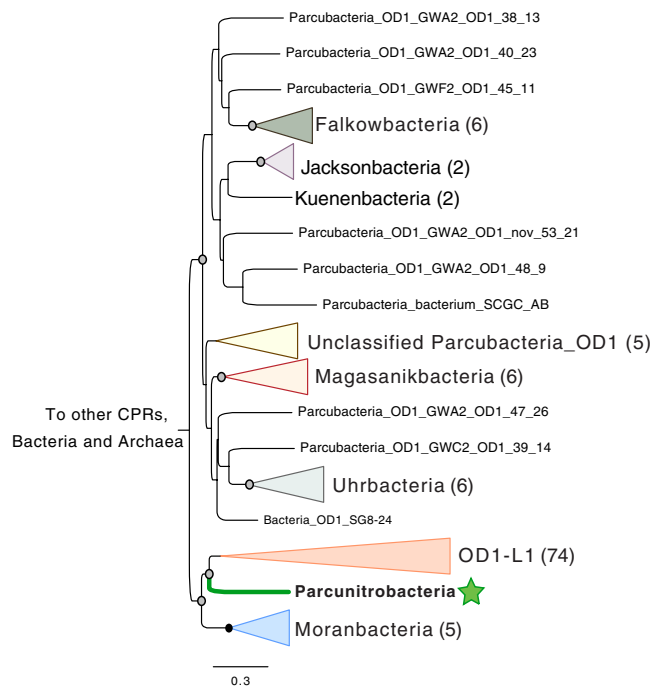 Parcubacteria_OD1_GWA2_OD1_38_13
Parcubacteria_OD1_GWA2_OD1_40_23
Parcubacteria_OD1_GWF2_OD1_45_11
Falkowbacteria (6)
Jacksonbacteria (2)
Kuenenbacteria (2)
Parcubacteria_OD1_GWA2_OD1_nov_53_21
Parcubacteria_OD1_GWA2_OD1_48_9
Parcubacteria_bacterium_SCGC_AB
Unclassified Parcubacteria_OD1 (5)
Magasanikbacteria (6)
Parcubacteria_OD1_GWA2_OD1_47_26
To other CPRs,
Bacteria and Archaea
Parcubacteria_OD1_GWC2_OD1_39_14
Uhrbacteria (6)
Bacteria_OD1_SG8-24
OD1-L1 (74)
Parcunitrobacteria
Moranbacteria (5)
0.3